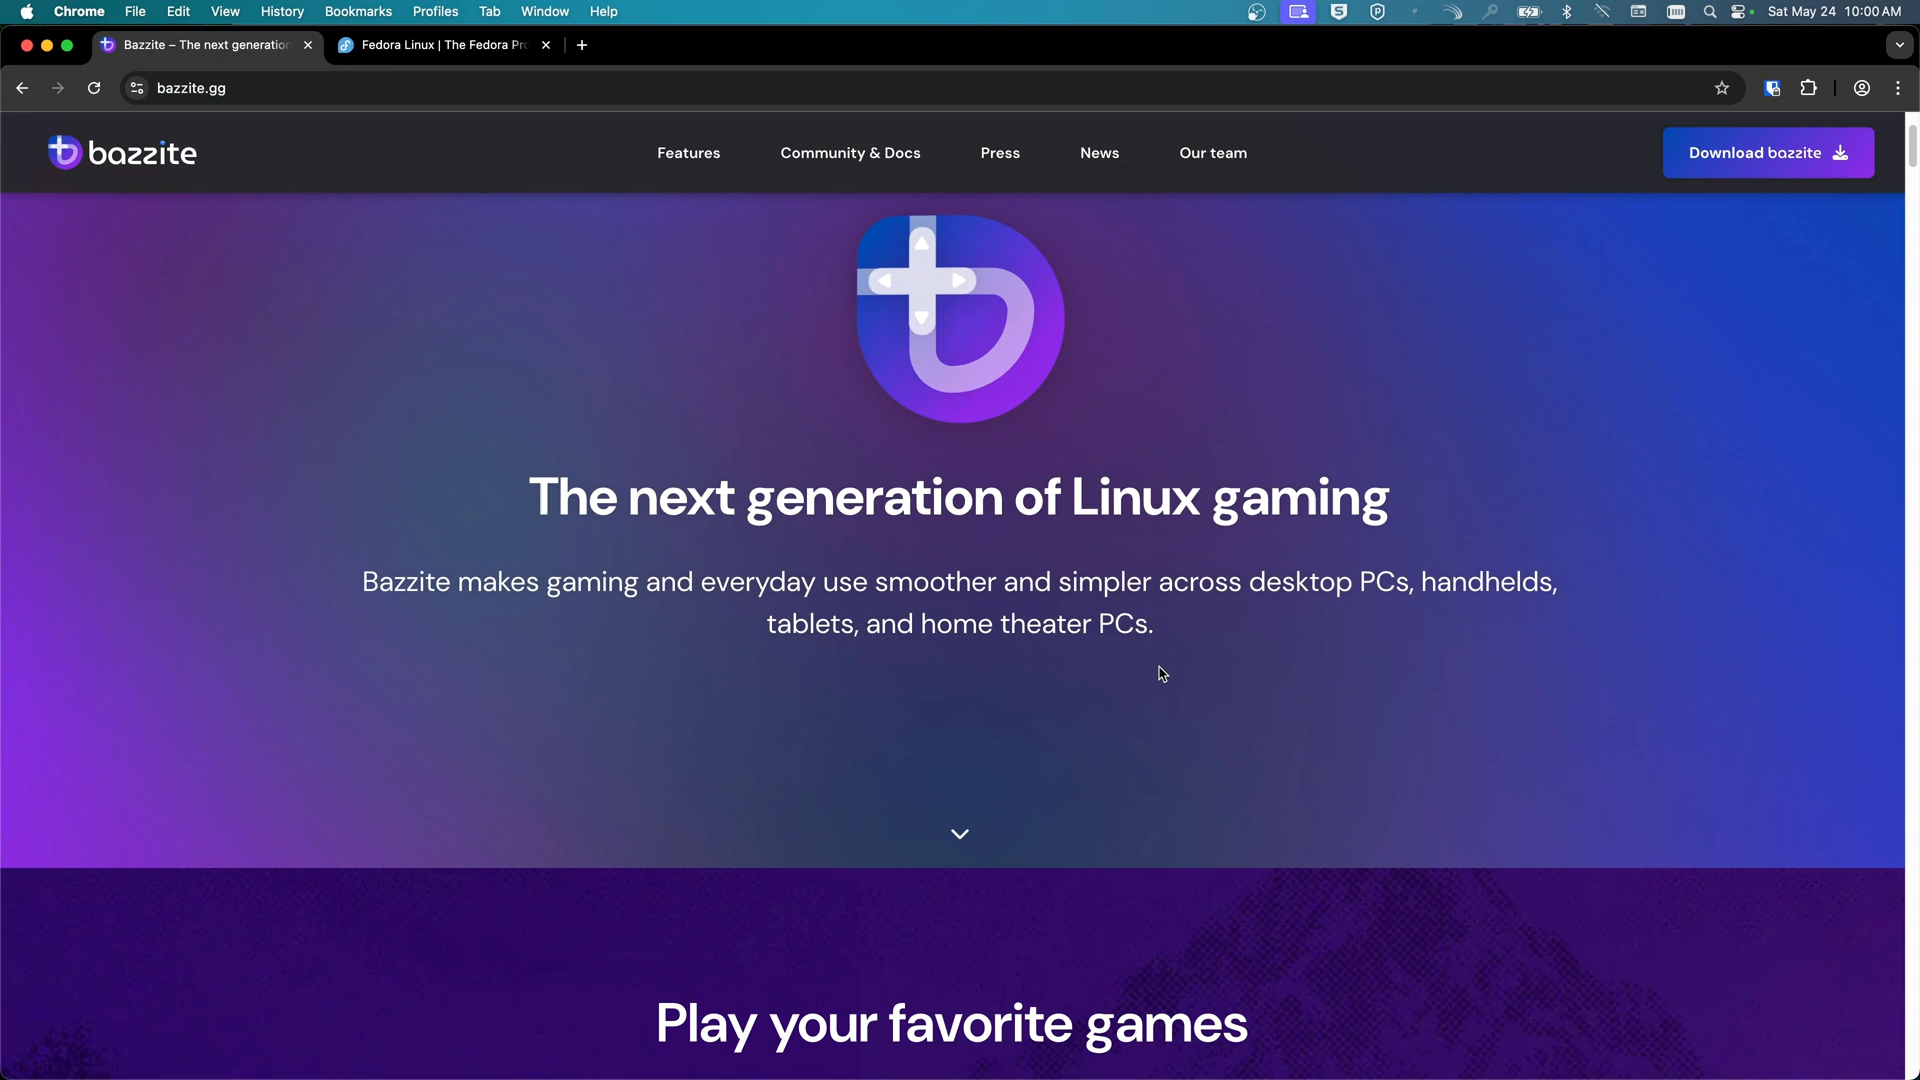 Chrome File Edit View History Bookmarks Profiles Tab Window Help Sat May 24 10:00 AM
Bazzite – The next generation
Fedora Linux | The Fedora Pro
bazzite.gg
bazzite
Features
Community & Docs
Press
News
Our team
Download bazzite
The next generation of Linux gaming
Bazzite makes gaming and everyday use smoother and simpler across desktop PCs, handhelds,
tablets, and home theater PCs.
Play your favorite games